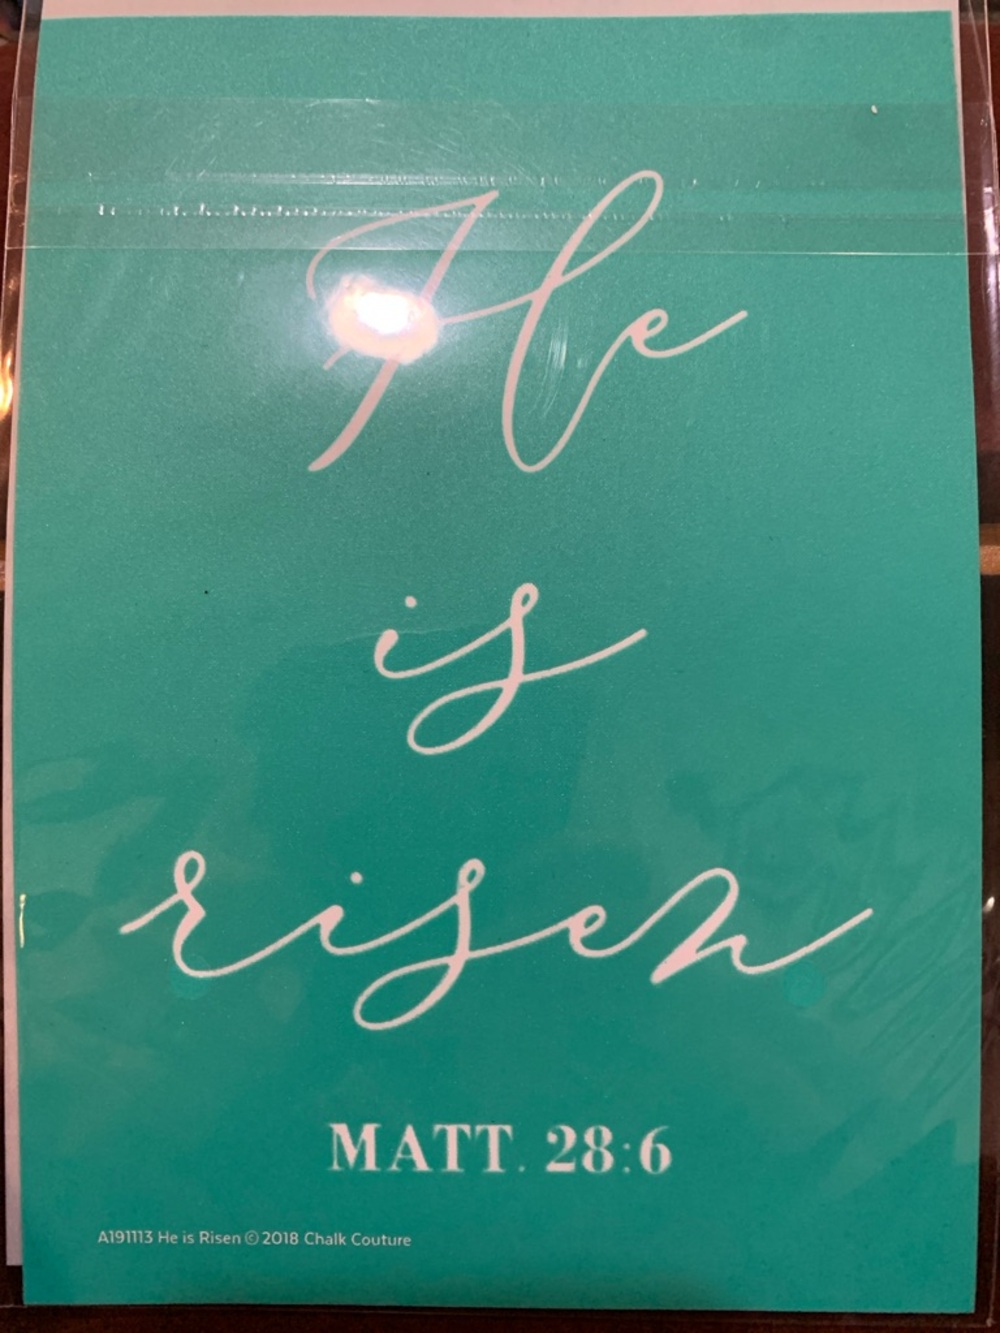 He
is
risen
MATT. 28:6
A191113 He is Risen © 2018 Chalk Couture